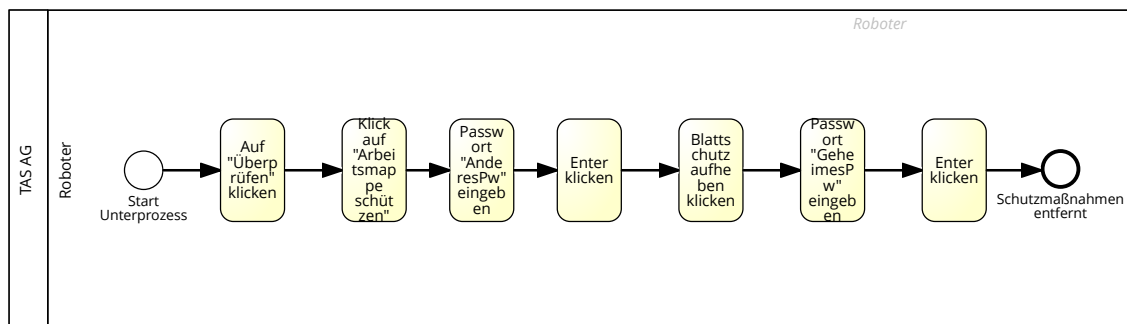 Roboter
TAS AG
Roboter
Start
Unterprozess
Auf
"Überp
rüfen"
klicken
Klick
auf
"Arbei
tsmap
pe
schüt
zen"
Passw
ort
"Ande
resPw"
eingeb
en
Enter
klicken
Blatts
chutz
aufhe
ben
klicken
Passw
ort
"Gehe
imesP
w"
eingeb
en
Enter
klicken
Schutzmaßnahmen
entfernt